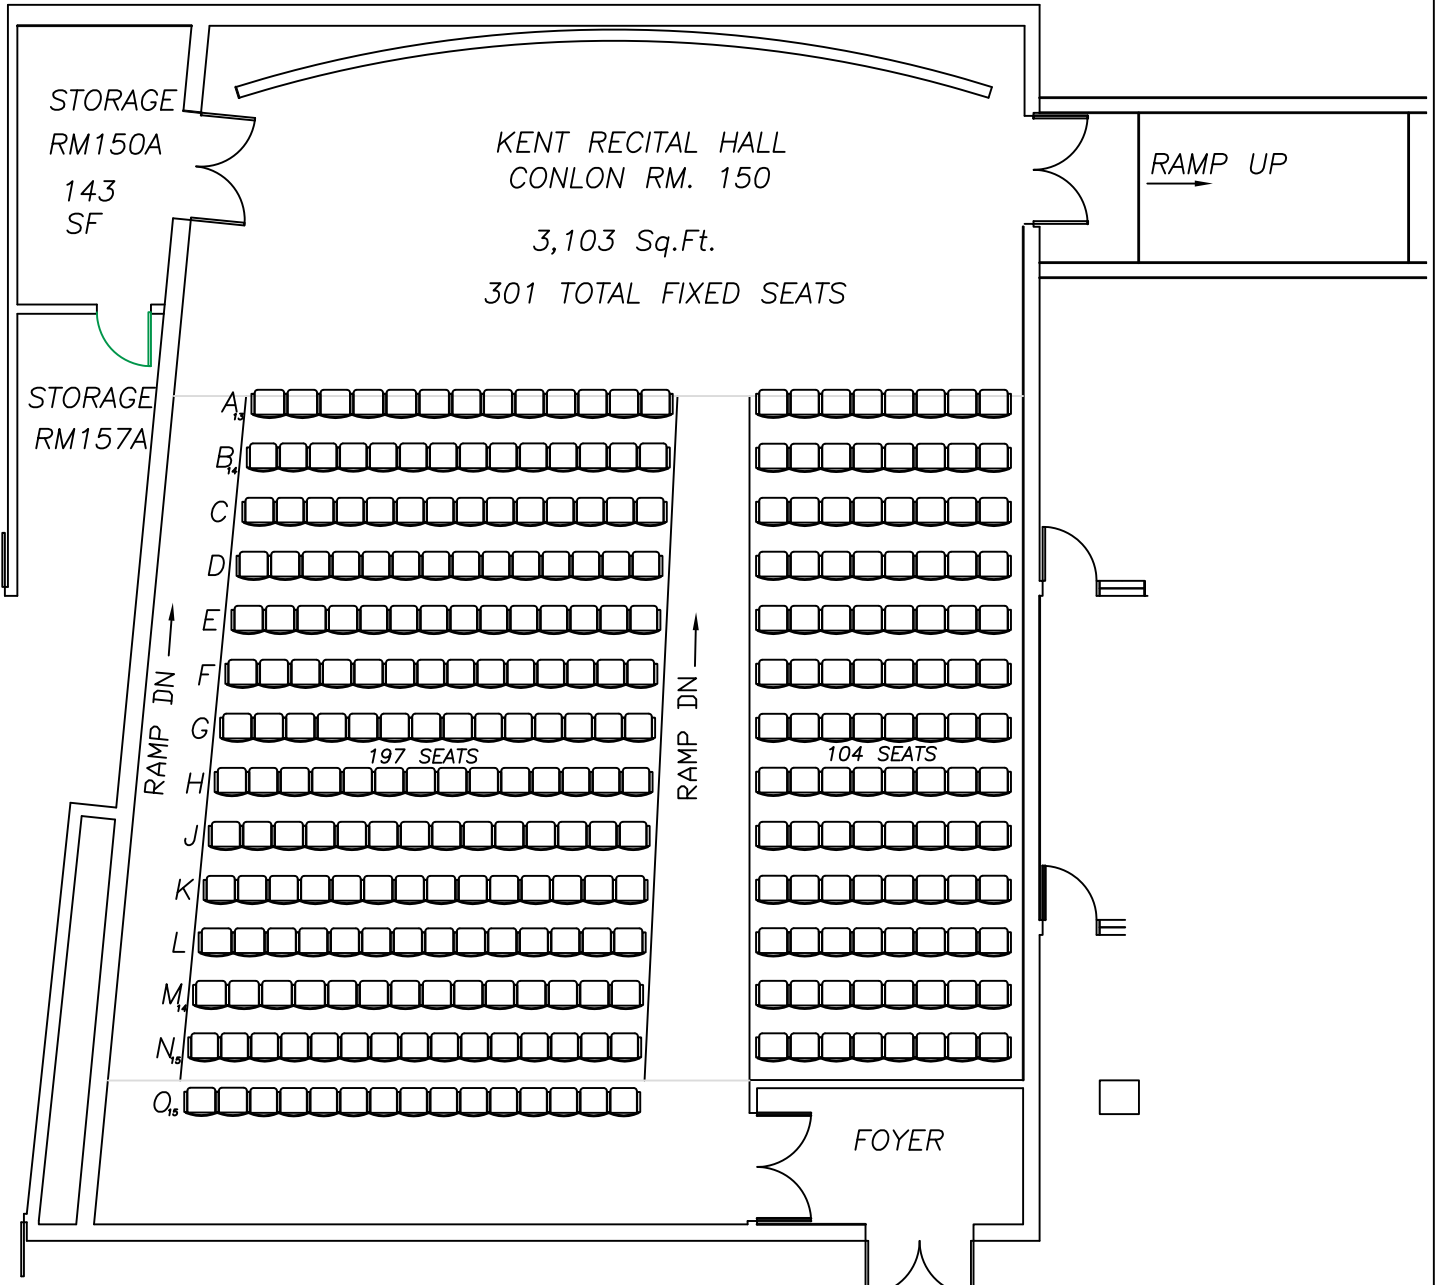 STORAGE
RM150A
143
SF
KENT RECITAL HALL
CONLON RM. 150
3,103 Sq.Ft.
301 TOTAL FIXED SEATS
RAMP UP
STORAGE
RM157A
A 13
B 14
C
D
E
F
G
197 SEATS
104 SEATS
H
J
K
L
M 14
N 15
O 15
RAMP DN
RAMP DN
FOYER